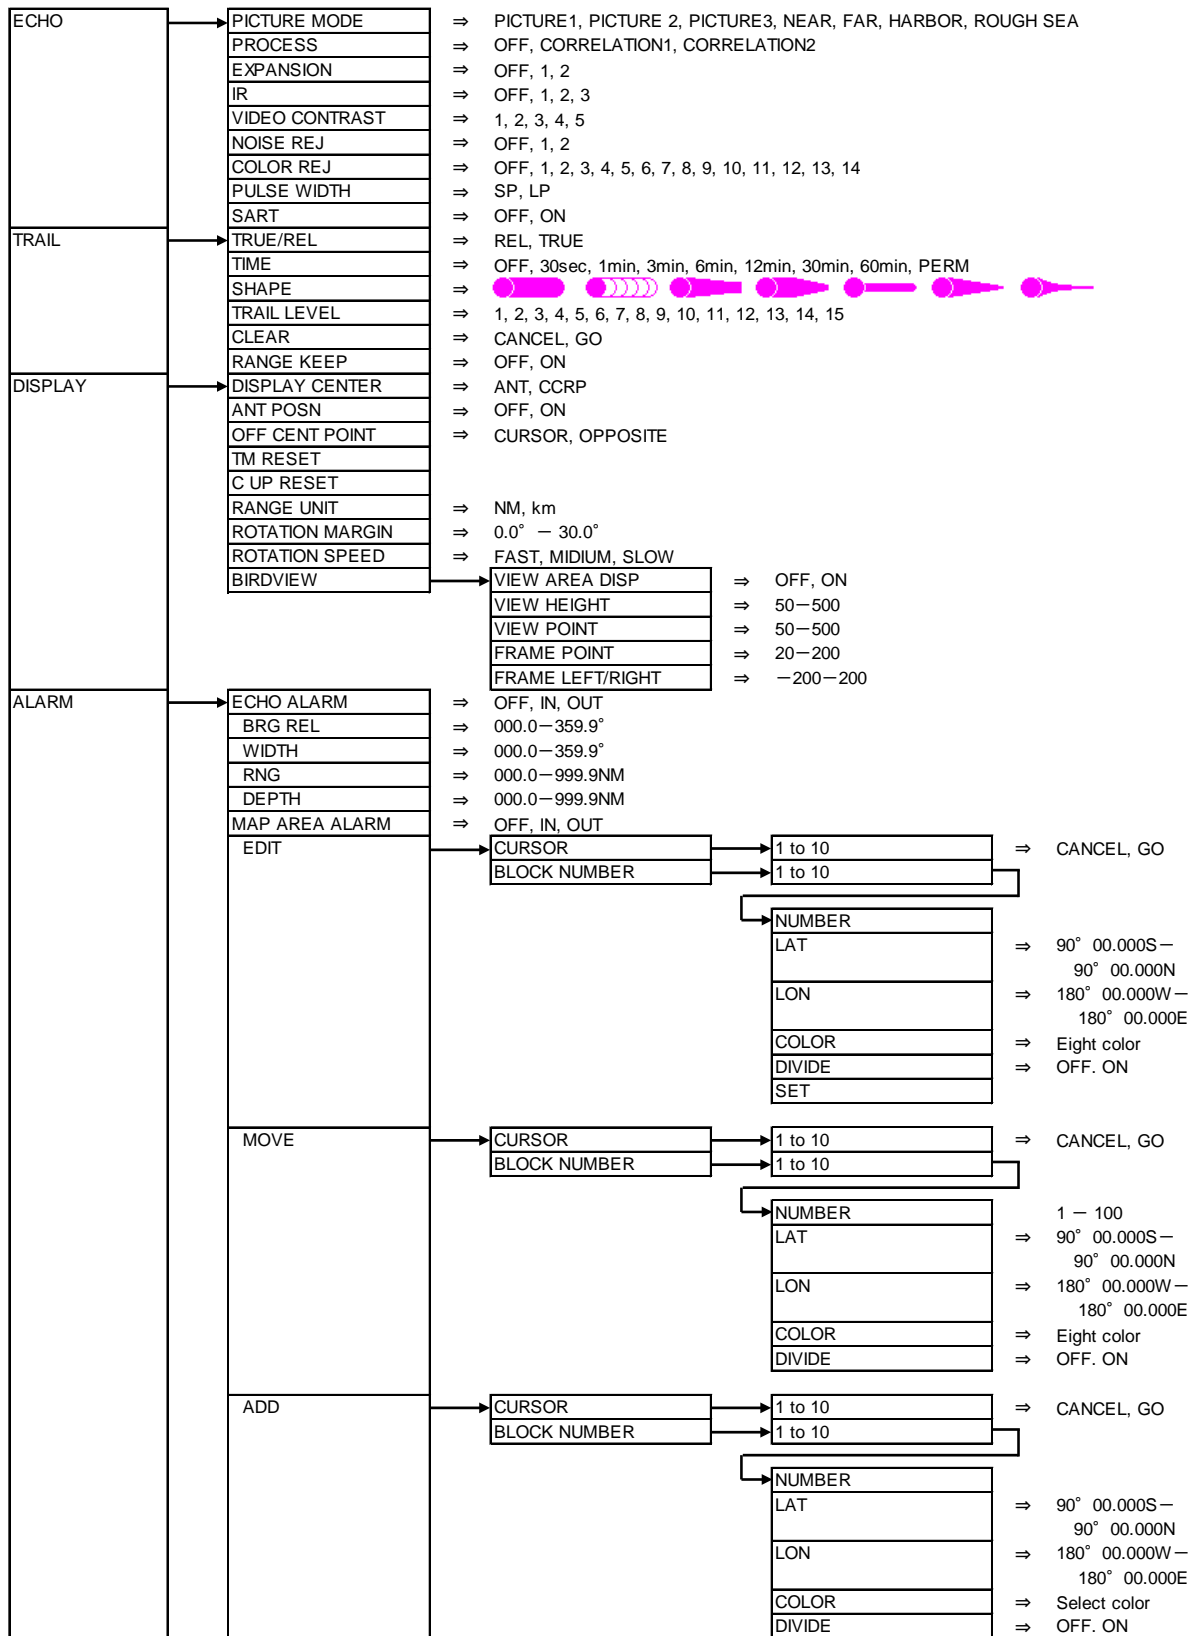 ECHO PICTURE MODE ⇒ PICTURE1, PICTURE 2, PICTURE3, NEAR, FAR, HARBOR, ROUGH SEA
PROCESS ⇒ OFF, CORRELATION1, CORRELATION2
EXPANSION ⇒ OFF, 1, 2
IR ⇒ OFF, 1, 2, 3
VIDEO CONTRAST ⇒ 1, 2, 3, 4, 5
NOISE REJ ⇒ OFF, 1, 2
COLOR REJ ⇒ OFF, 1, 2, 3, 4, 5, 6, 7, 8, 9, 10, 11, 12, 13, 14
PULSE WIDTH ⇒ SP, LP
SART ⇒ OFF, ON
TRAIL TRUE/REL ⇒ REL, TRUE
TIME ⇒ OFF, 30sec, 1min, 3min, 6min, 12min, 30min, 60min, PERM
SHAPE ⇒
TRAIL LEVEL ⇒ 1, 2, 3, 4, 5, 6, 7, 8, 9, 10, 11, 12, 13, 14, 15
CLEAR ⇒ CANCEL, GO
RANGE KEEP ⇒ OFF, ON
DISPLAY DISPLAY CENTER ⇒ ANT, CCRP
ANT POSN ⇒ OFF, ON
OFF CENT POINT ⇒ CURSOR, OPPOSITE
TM RESET
C UP RESET
RANGE UNIT ⇒ NM, km
ROTATION MARGIN ⇒ 0.0° － 30.0°
ROTATION SPEED ⇒ FAST, MIDIUM, SLOW
BIRDVIEW VIEW AREA DISP ⇒ OFF, ON
VIEW HEIGHT ⇒ 50－500
VIEW POINT ⇒ 50－500
FRAME POINT ⇒ 20－200
FRAME LEFT/RIGHT ⇒ －200－200
ALARM ECHO ALARM ⇒ OFF, IN, OUT
BRG REL ⇒ 000.0－359.9°
WIDTH ⇒ 000.0－359.9°
RNG ⇒ 000.0－999.9NM
DEPTH ⇒ 000.0－999.9NM
MAP AREA ALARM ⇒ OFF, IN, OUT
EDIT CURSOR 1 to 10 ⇒ CANCEL, GO
BLOCK NUMBER 1 to 10
NUMBER
LAT ⇒ 90° 00.000S－
90° 00.000N
LON ⇒ 180° 00.000W－
180° 00.000E
COLOR ⇒ Eight color
DIVIDE ⇒ OFF. ON
SET
MOVE CURSOR 1 to 10 ⇒ CANCEL, GO
BLOCK NUMBER 1 to 10
NUMBER 1 － 100
LAT ⇒ 90° 00.000S－
90° 00.000N
LON ⇒ 180° 00.000W－
180° 00.000E
COLOR ⇒ Eight color
DIVIDE ⇒ OFF. ON
ADD CURSOR 1 to 10 ⇒ CANCEL, GO
BLOCK NUMBER 1 to 10
NUMBER
LAT ⇒ 90° 00.000S－
90° 00.000N
LON ⇒ 180° 00.000W－
180° 00.000E
COLOR ⇒ Select color
DIVIDE ⇒ OFF. ON